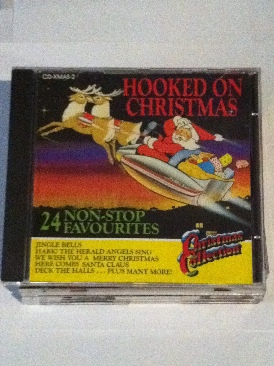 CD-XMAS 2
HOOKED ON
CHRISTMAS
24 NON-STOP
FAVOURITES
JINGLE BELLS
HARK! THE HERALD ANGELS SING
WE WISH YOU A MERRY CHRISTMAS
HERE COMES SANTA CLAUS
DECK THE HALLS . . . PLUS MANY MORE!
Christmas
Collection